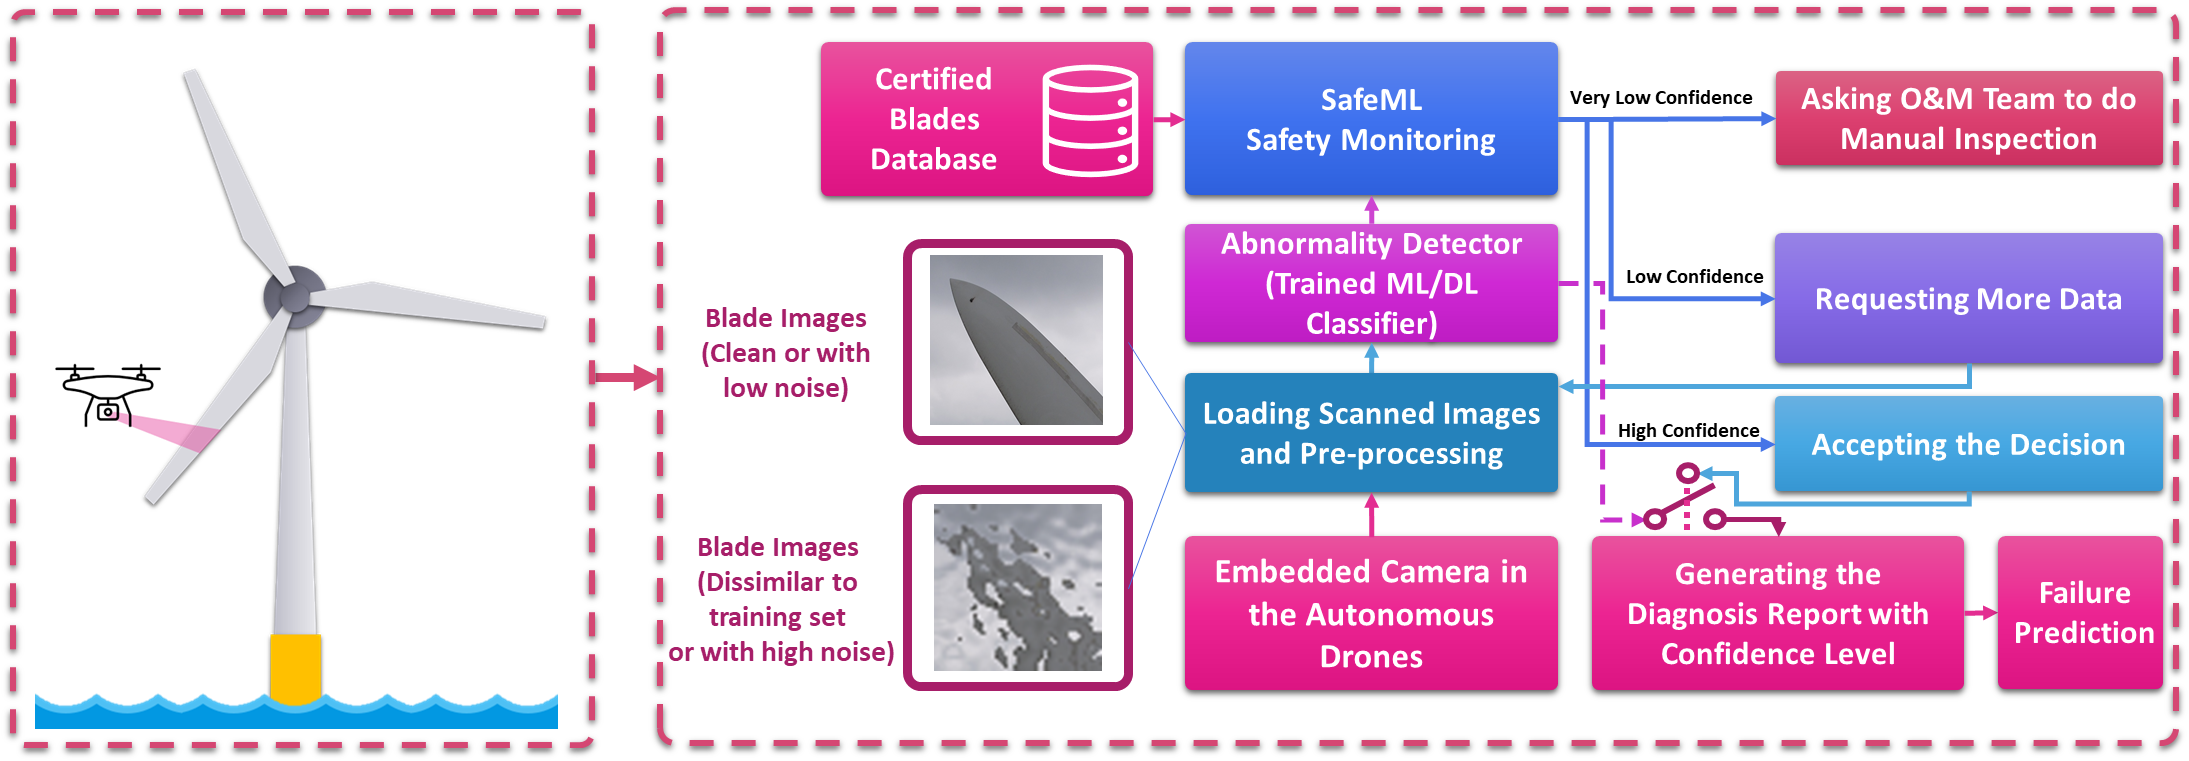 Certified
Blades
Database
SafeML
Safety Monitoring
Very Low Confidence
Asking O&M Team to do
Manual Inspection
Abnormality Detector
(Trained ML/DL
Classifier)
Low Confidence
Requesting More Data
Blade Images
(Clean or with
low noise)
Loading Scanned Images
and Pre-processing
High Confidence
Accepting the Decision
Blade Images
(Dissimilar to
training set
or with high noise)
Embedded Camera in
the Autonomous
Drones
Generating the
Diagnosis Report with
Confidence Level
Failure
Prediction